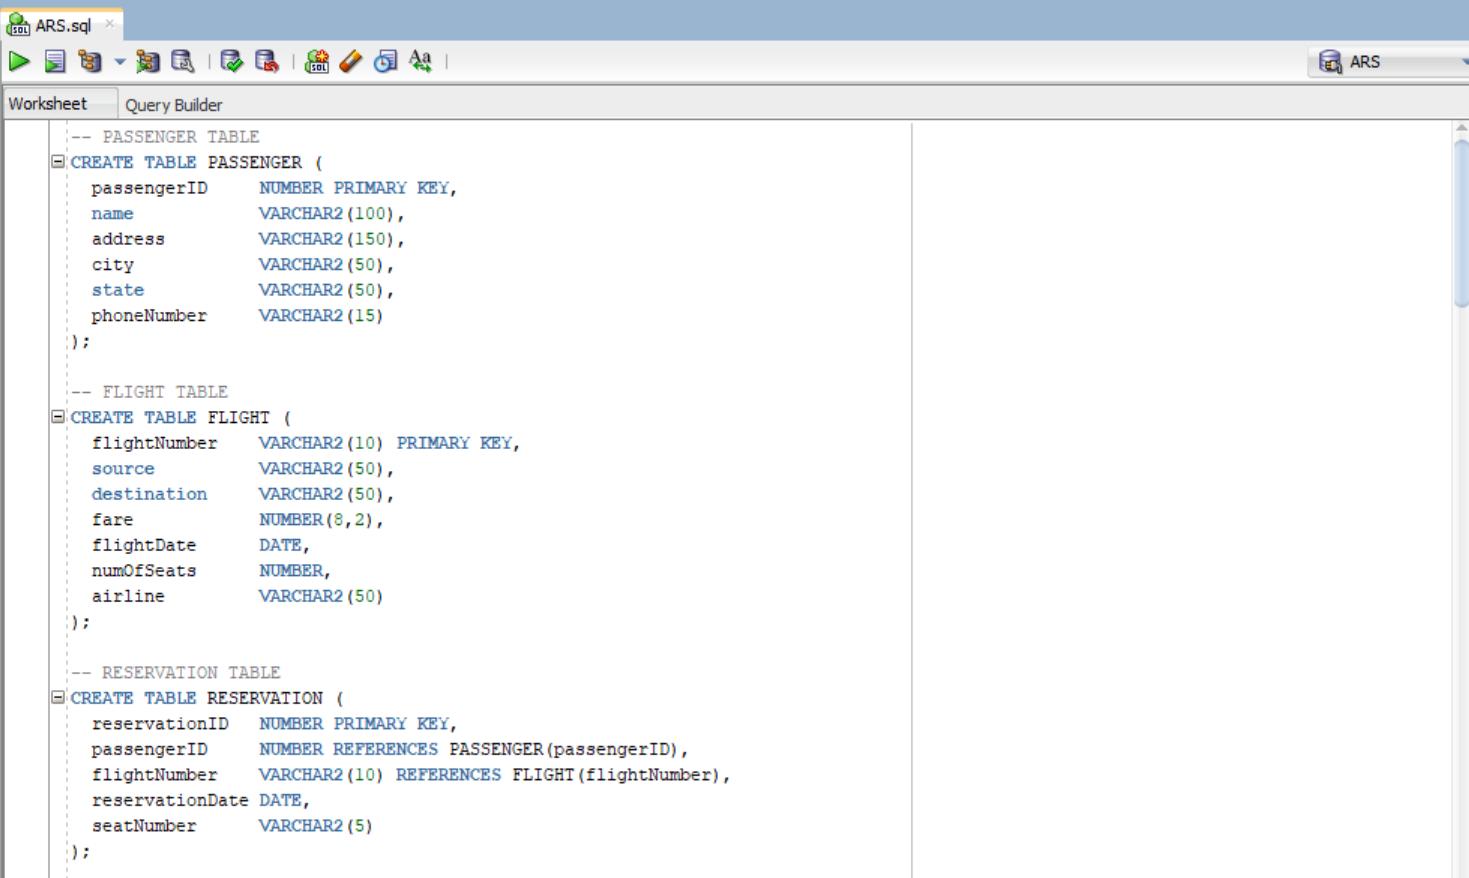 ARS.sql
ARS
Worksheet Query Builder
-- PASSENGER TABLE
CREATE TABLE PASSENGER (
passengerID NUMBER PRIMARY KEY,
name VARCHAR2(100),
address VARCHAR2(150),
city VARCHAR2(50),
state VARCHAR2(50),
phoneNumber VARCHAR2(15)
);
-- FLIGHT TABLE
CREATE TABLE FLIGHT (
flightNumber VARCHAR2(10) PRIMARY KEY,
source VARCHAR2(50),
destination VARCHAR2(50),
fare NUMBER(8,2),
flightDate DATE,
numOfSeats NUMBER,
airline VARCHAR2(50)
);
-- RESERVATION TABLE
CREATE TABLE RESERVATION (
reservationID NUMBER PRIMARY KEY,
passengerID NUMBER REFERENCES PASSENGER(passengerID),
flightNumber VARCHAR2(10) REFERENCES FLIGHT(flightNumber),
reservationDate DATE,
seatNumber VARCHAR2(5)
);